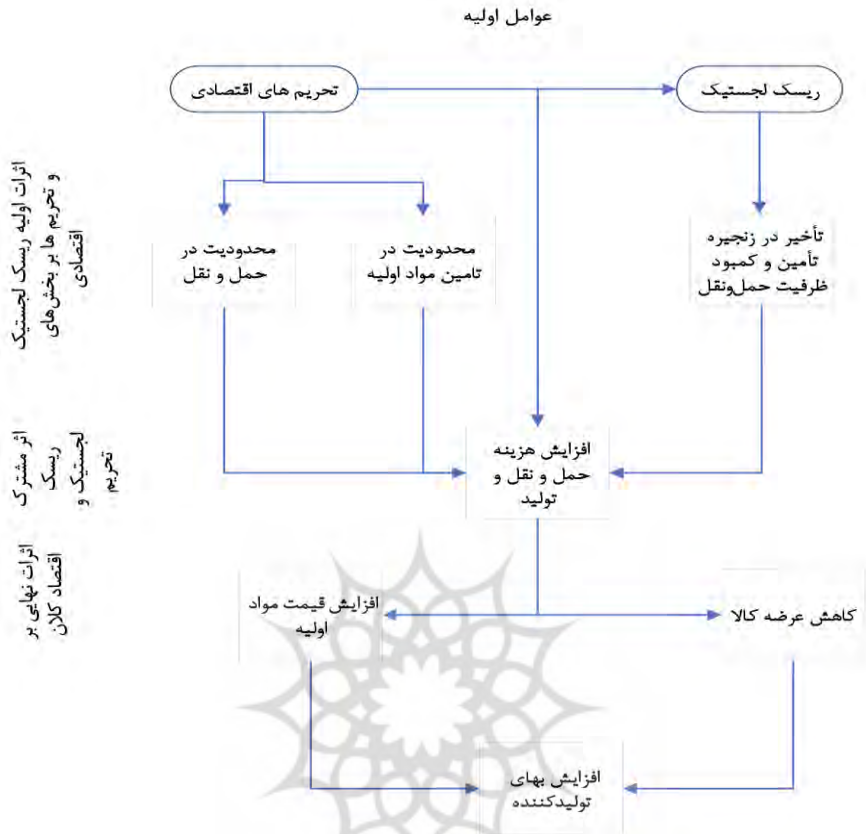 عوامل اولیه
ریسک لجستیک
تحریم های اقتصادی
تأخیر در زنجیره
تأمین و کمبود
ظرفیت حمل‌ونقل
محدودیت در
تامین مواد اولیه
محدودیت در
حمل و نقل
اثرات اولیه ریسک لجستیک
و تحریم ها بر بخش‌های
اقتصادی
افزایش هزینه
حمل و نقل و
تولید
اثر مشترک
ریسک
لجستیک و
تحریم
کاهش عرضه کالا
افزایش قیمت مواد
اولیه
اثرات نهایی بر
اقتصاد کلان
افزایش بهای
تولیدکننده